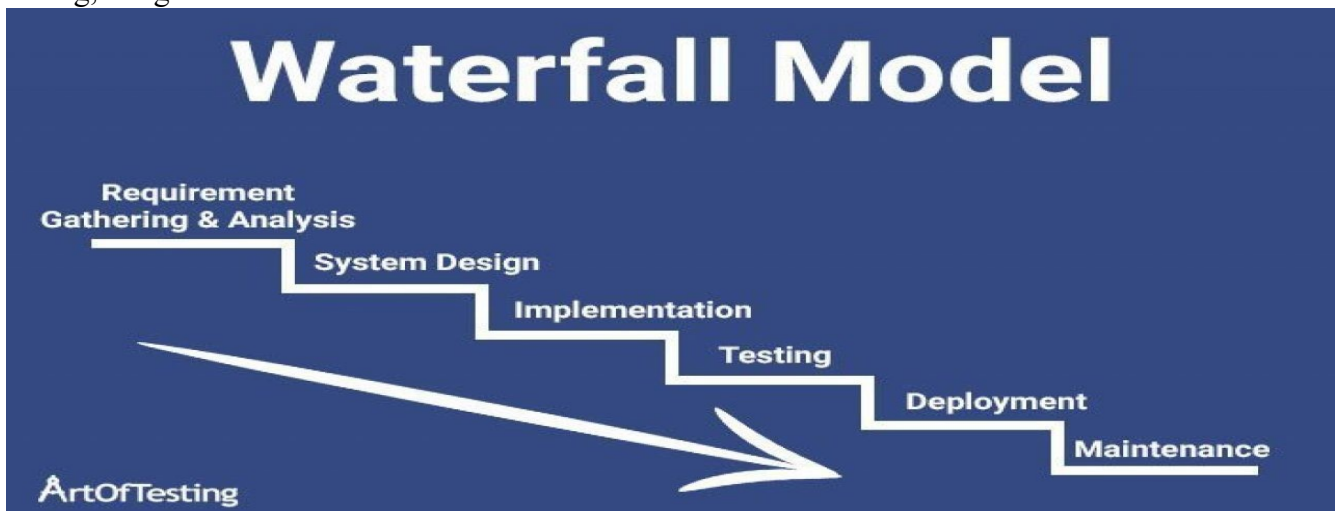 Waterfall Model
Requirement
Gathering & Analysis
System Design
Implementation
Testing
Deployment
Maintenance
ArtOfTesting